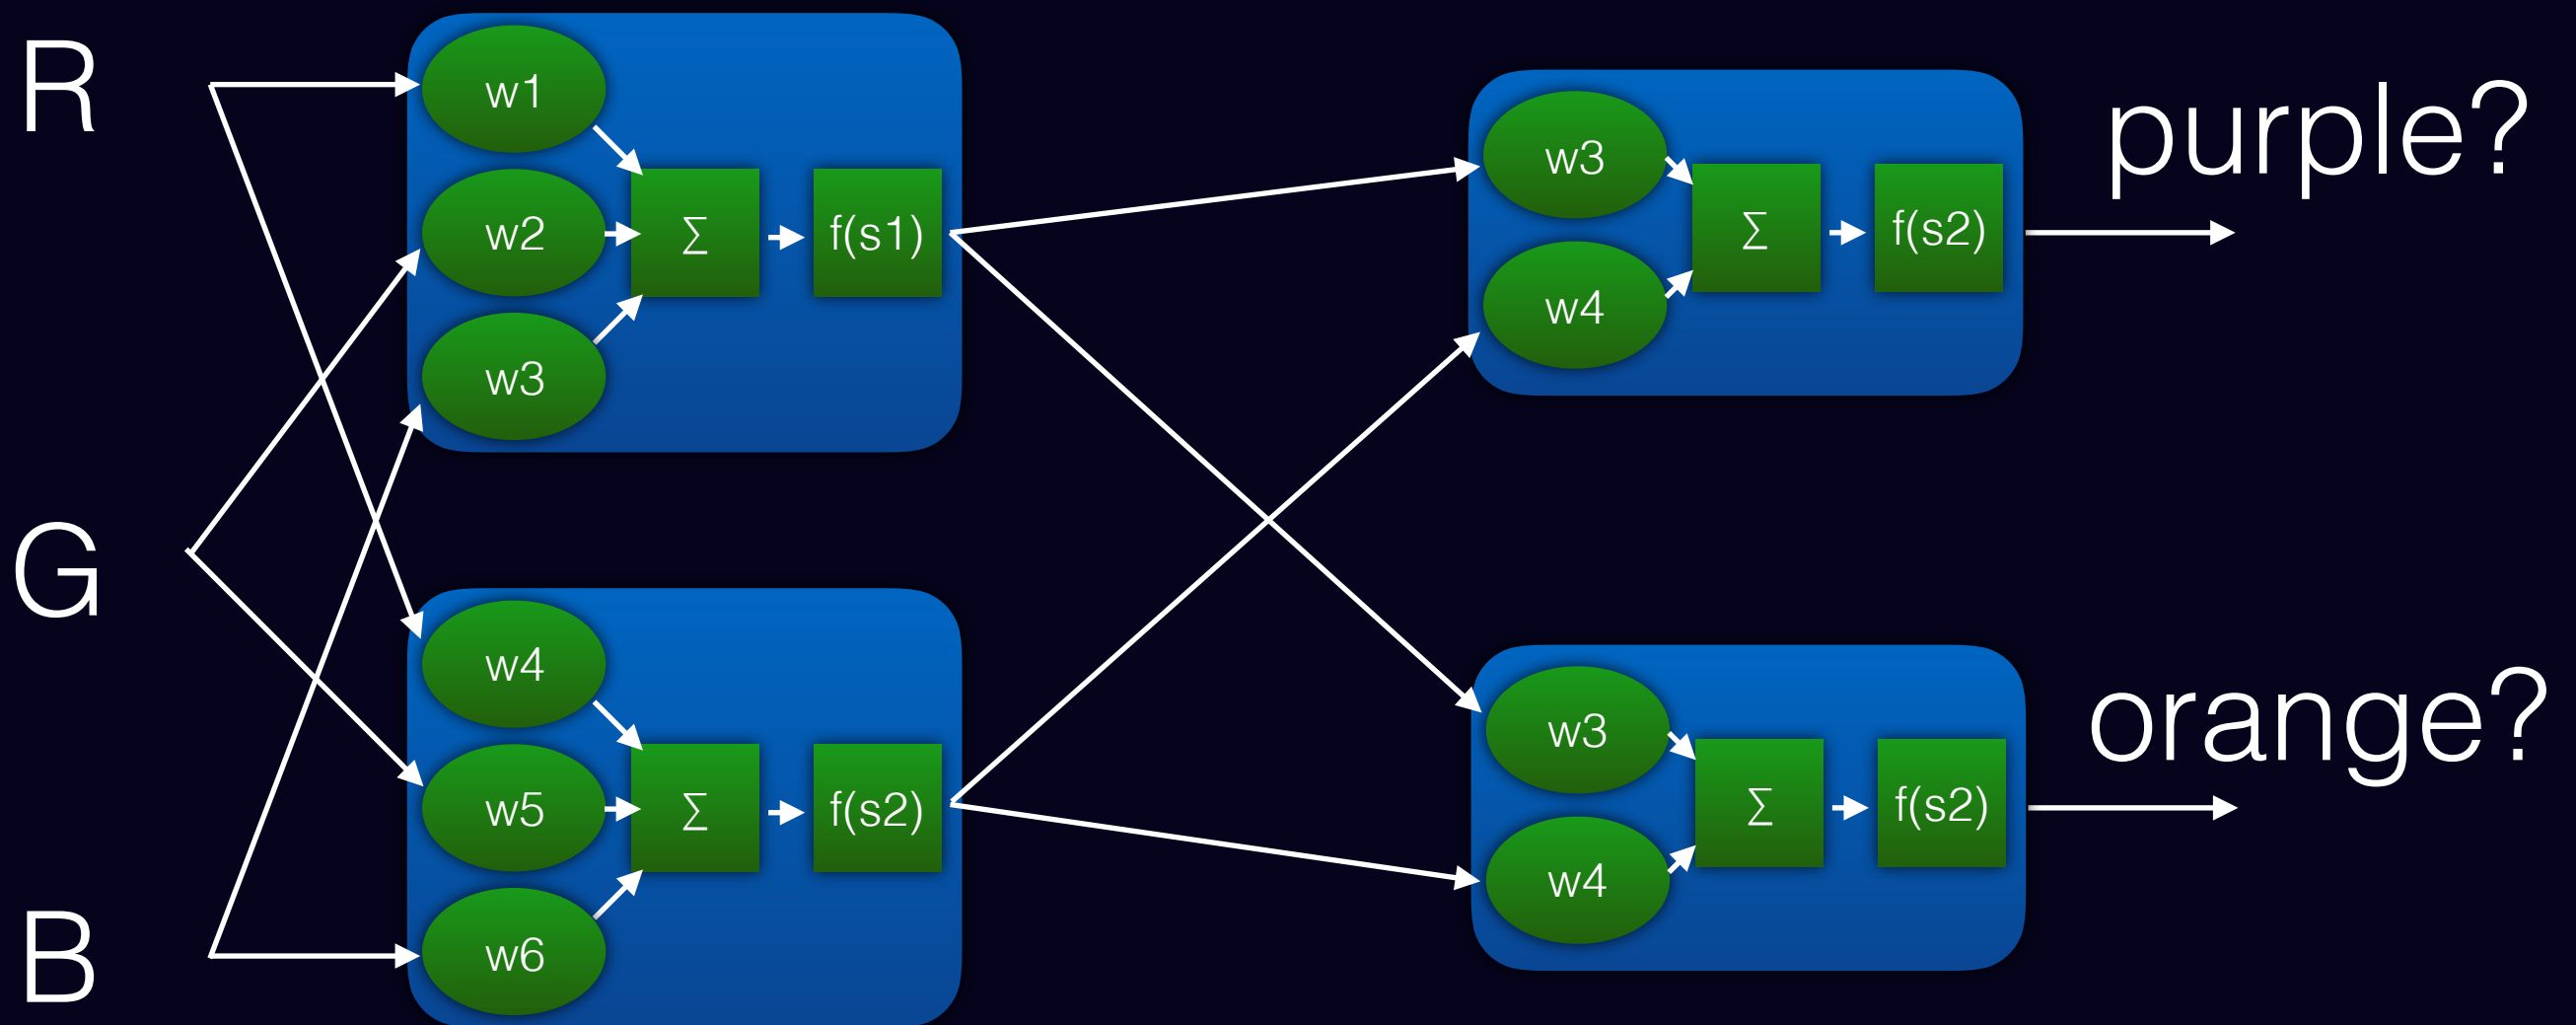 R
G
B
w1
w2
w3
∑
f(s1)
w4
w5
w6
∑
f(s2)
w3
w4
∑
f(s2)
purple?
w3
w4
∑
f(s2)
orange?